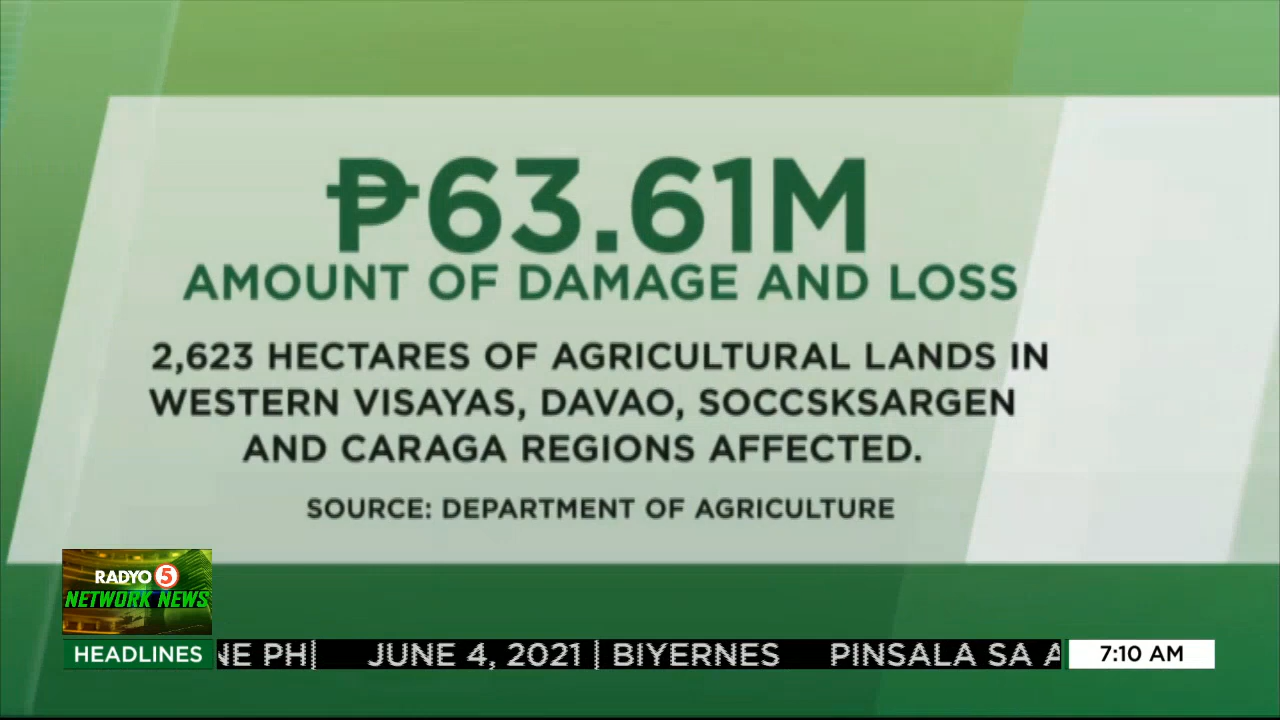 ₱63.61M
AMOUNT OF DAMAGE AND LOSS
2,623 HECTARES OF AGRICULTURAL LANDS IN
WESTERN VISAYAS, DAVAO, SOCCSKSARGEN
AND CARAGA REGIONS AFFECTED.
SOURCE: DEPARTMENT OF AGRICULTURE
RADYO 5
NETWORK NEWS
HEADLINES
PH| JUNE 4, 2021 | BIYERNES PINSALA SA
7:10 AM